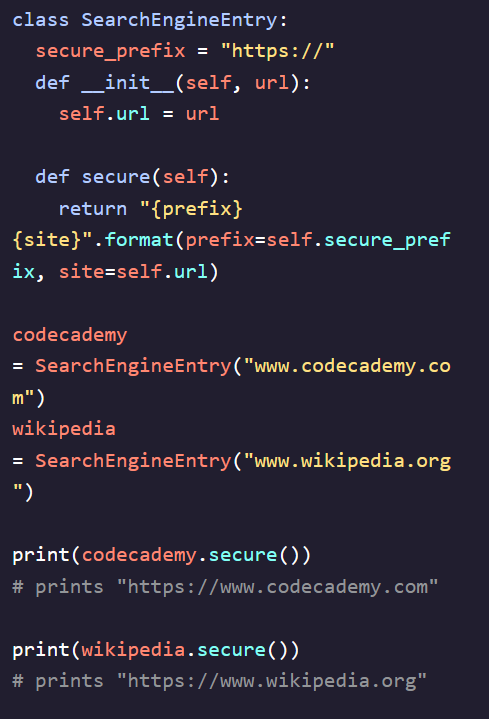 class SearchEngineEntry:
  secure_prefix = "https://"
  def __init__(self, url):
    self.url = url

  def secure(self):
    return "{prefix}
{site}".format(prefix=self.secure_pref
ix, site=self.url)

codecademy
= SearchEngineEntry("www.codecademy.co
m")
wikipedia
= SearchEngineEntry("www.wikipedia.org
")

print(codecademy.secure())
# prints "https://www.codecademy.com"

print(wikipedia.secure())
# prints "https://www.wikipedia.org"